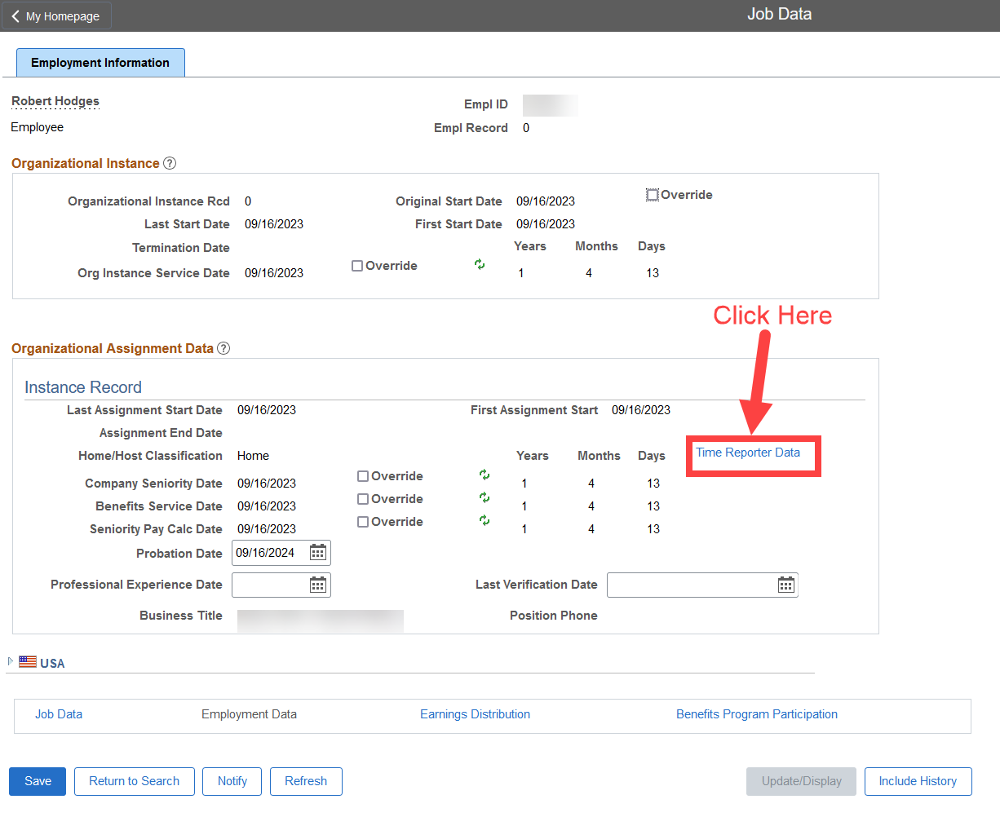 My Homepage
Job Data
Employment Information
Robert Hodges
Empl ID
Employee
Empl Record 0
Organizational Instance ?
Organizational Instance Rcd 0 Original Start Date 09/16/2023 Override
Last Start Date 09/16/2023 First Start Date 09/16/2023
Termination Date Years Months Days
Org Instance Service Date 09/16/2023 Override 1 4 13
Click Here
Organizational Assignment Data ?
Instance Record
Last Assignment Start Date 09/16/2023 First Assignment Start 09/16/2023
Assignment End Date
Home/Host Classification Home Years Months Days Time Reporter Data
Company Seniority Date 09/16/2023 Override 1 4 13
Benefits Service Date 09/16/2023 Override 1 4 13
Seniority Pay Calc Date 09/16/2023 Override 1 4 13
Probation Date 09/16/2024
Professional Experience Date Last Verification Date
Business Title Position Phone
USA
Job Data Employment Data Earnings Distribution Benefits Program Participation
Save Return to Search Notify Refresh Update/Display Include History